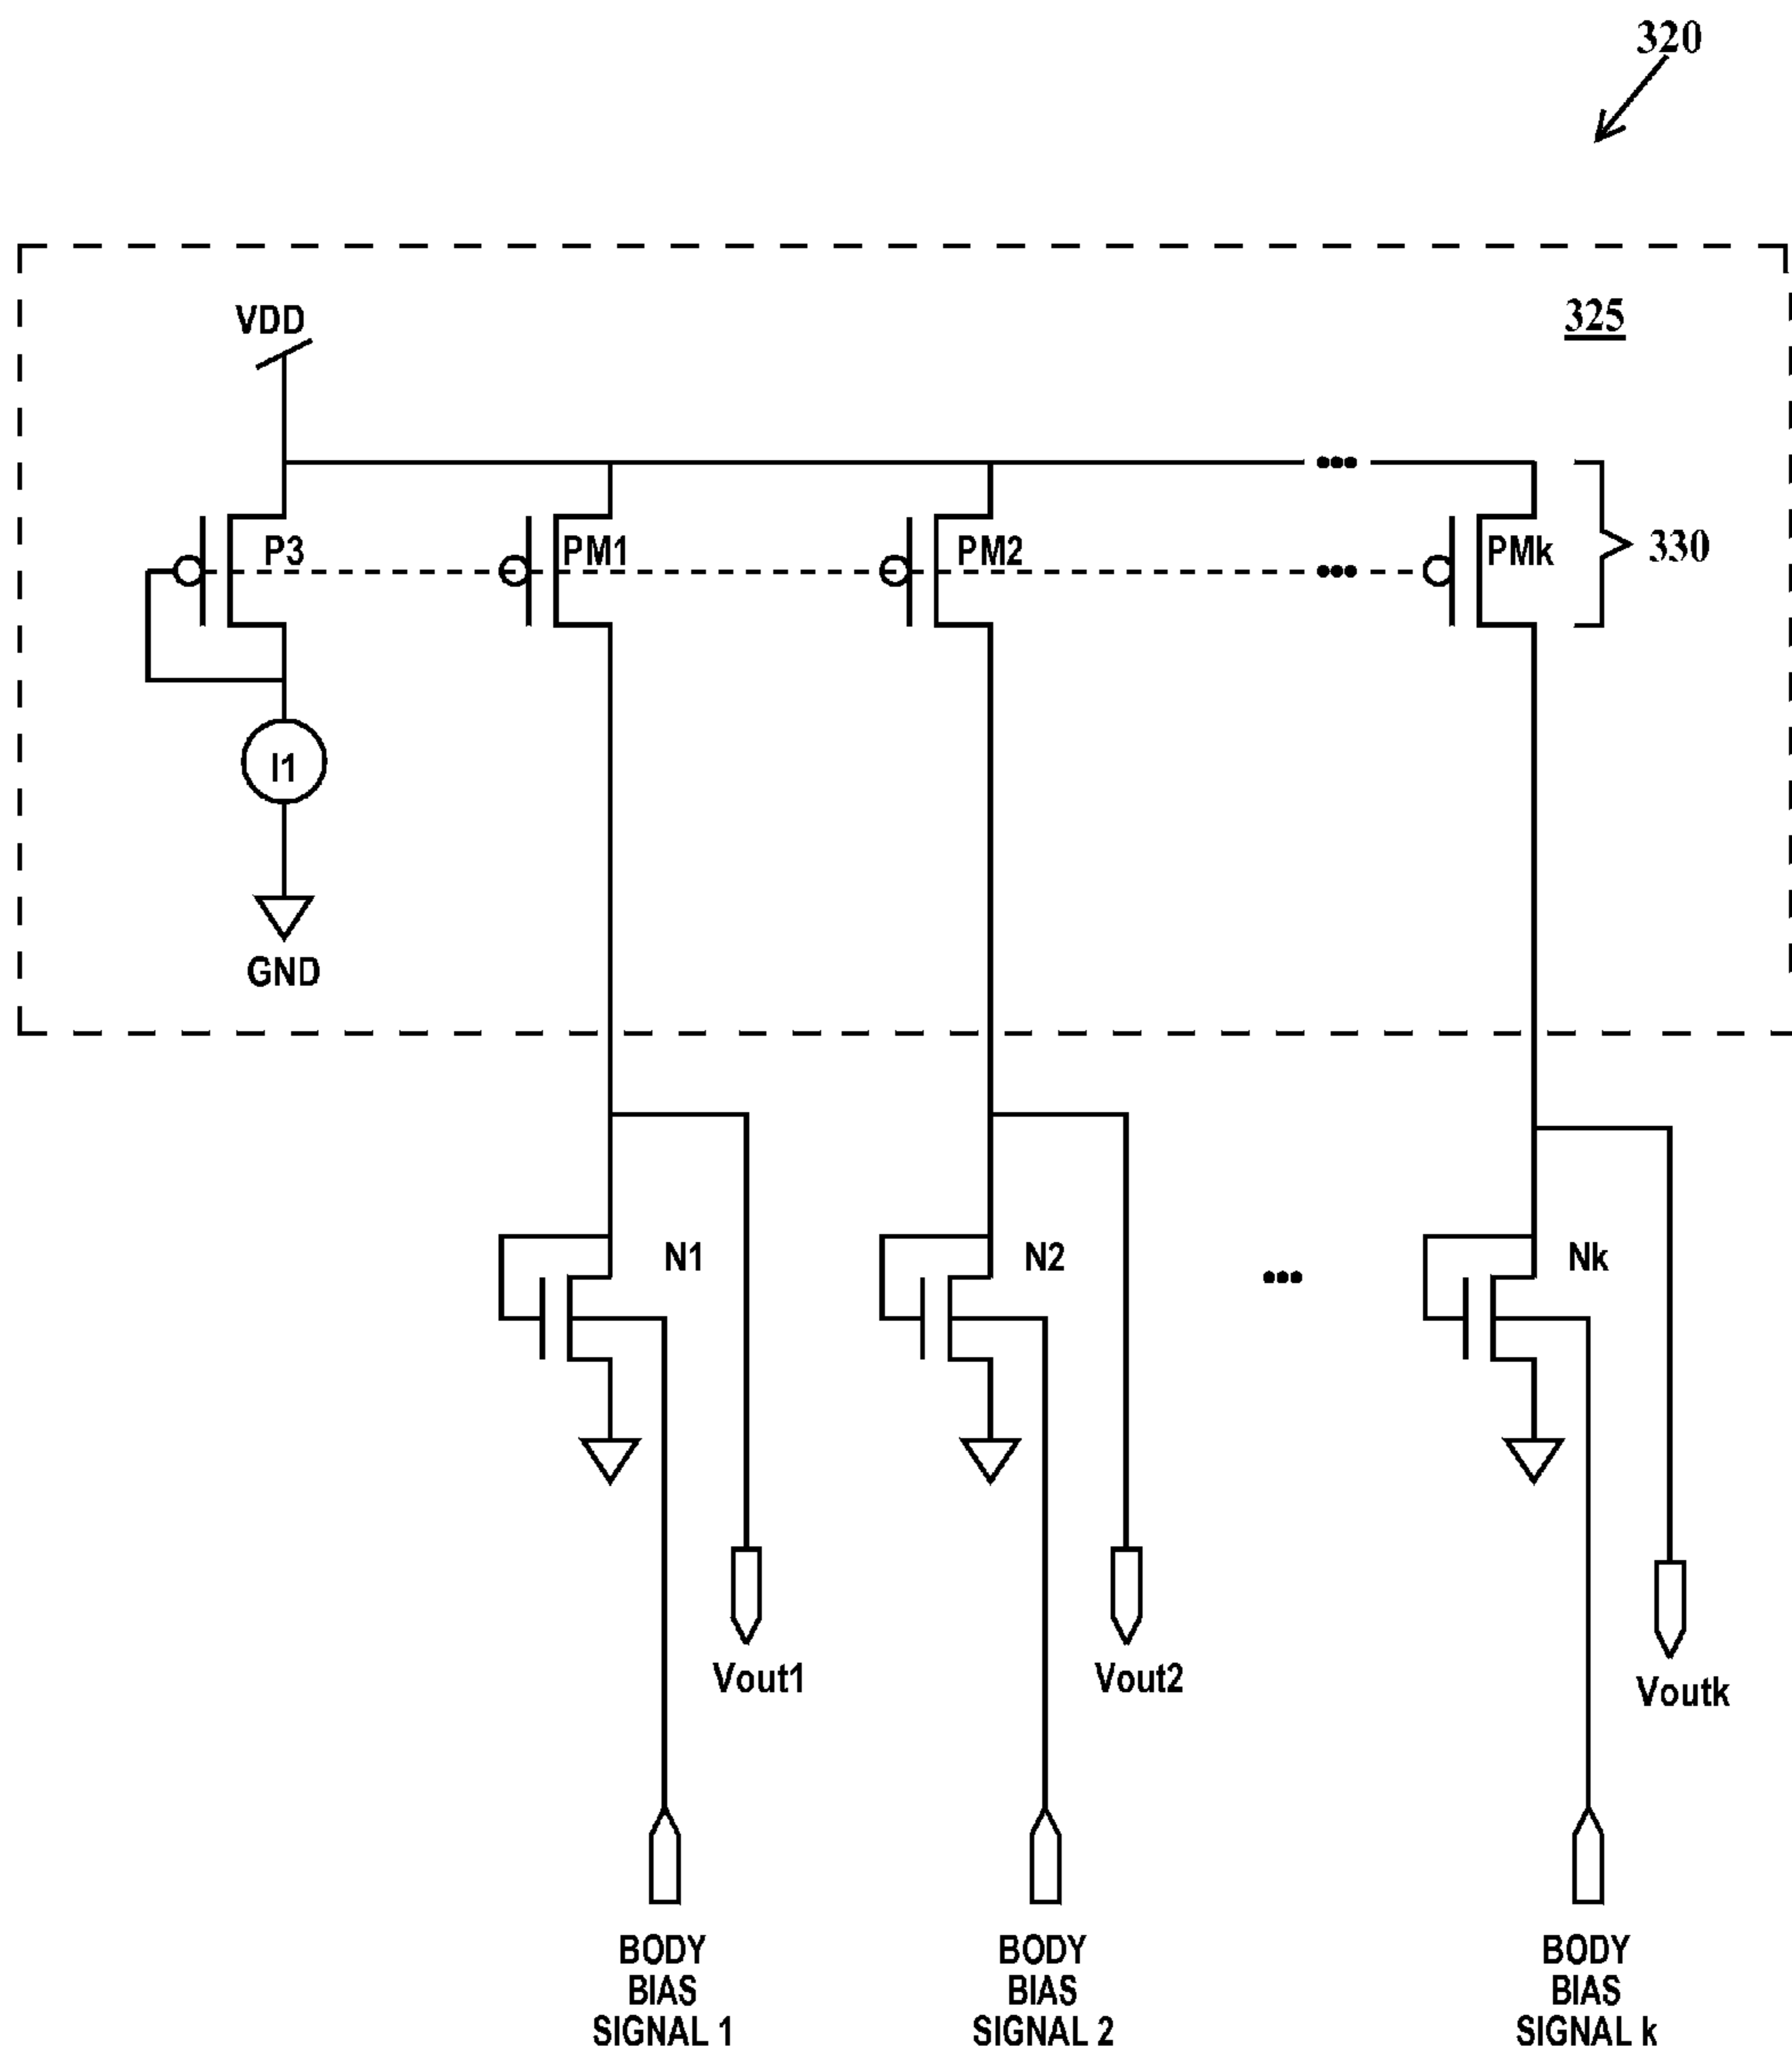 320
VDD
325
P3
PM1
PM2
PMk
330
I1
GND
N1
N2
Nk
Vout1
Vout2
Voutk
BODY
BIAS
SIGNAL 1
BODY
BIAS
SIGNAL 2
BODY
BIAS
SIGNAL k